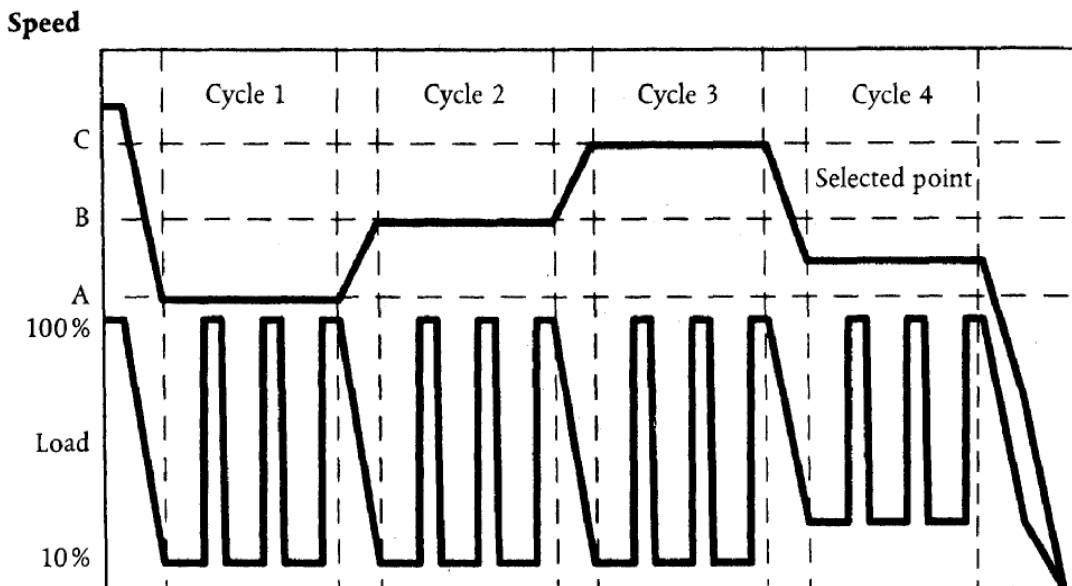 Speed
Cycle 1
Cycle 2
Cycle 3
Cycle 4
C
Selected point
B
A
100%
Load
10%